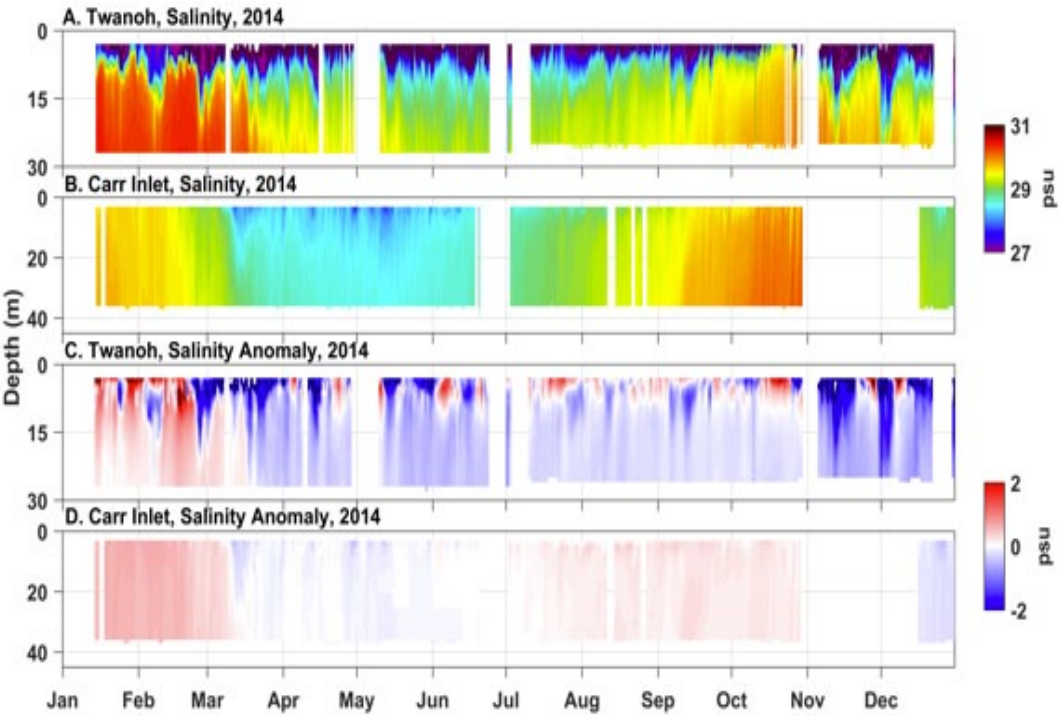 A. Twanoh, Salinity, 2014
0
15
30
B. Carr Inlet, Salinity, 2014
0
20
40
31
29
27
psu
C. Twanoh, Salinity Anomaly, 2014
0
15
30
D. Carr Inlet, Salinity Anomaly, 2014
0
20
40
2
0
-2
psu
Depth (m)
Jan Feb Mar Apr May Jun Jul Aug Sep Oct Nov Dec